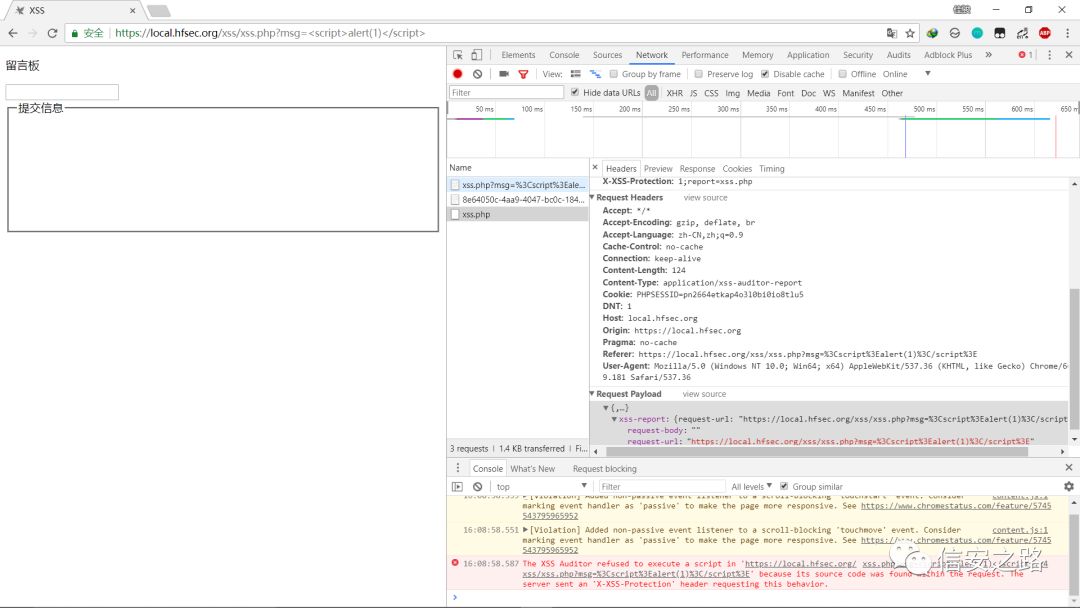 XSS
佳骏
安全 https://local.hfsec.org/xss/xss.php?msg=<script>alert(1)</script>
ABP
留言板
提交信息
Elements Console Sources Network Performance Memory Application Security Audits Adblock Plus » 1
View: Group by frame Preserve log Disable cache Offline Online
Filter Hide data URLs All XHR JS CSS Img Media Font Doc WS Manifest Other
50 ms 100 ms 150 ms 200 ms 250 ms 300 ms 350 ms 400 ms 450 ms 500 ms 550 ms 600 ms 650 m
Name
xss.php?msg=%3Cscript%3Eale...
8e64050c-4aa9-4047-bc0c-184...
xss.php
3 requests | 1.4 KB transferred | Fi...
Headers Preview Response Cookies Timing
X-XSS-Protection: 1;report=xss.php
Request Headers view source
Accept: */*
Accept-Encoding: gzip, deflate, br
Accept-Language: zh-CN,zh;q=0.9
Cache-Control: no-cache
Connection: keep-alive
Content-Length: 124
Content-Type: application/xss-auditor-report
Cookie: PHPSESSID=pn2664etkap4o3l0bi0io8tlu5
DNT: 1
Host: local.hfsec.org
Origin: https://local.hfsec.org
Pragma: no-cache
Referer: https://local.hfsec.org/xss/xss.php?msg=%3Cscript%3Ealert(1)%3C/script%3E
User-Agent: Mozilla/5.0 (Windows NT 10.0; Win64; x64) AppleWebKit/537.36 (KHTML, like Gecko) Chrome/6
9.181 Safari/537.36
Request Payload view source
{,…}
xss-report: {request-url: "https://local.hfsec.org/xss/xss.php?msg=%3Cscript%3Ealert(1)%3C/script
request-body: ""
request-url: "https://local.hfsec.org/xss/xss.php?msg=%3Cscript%3Ealert(1)%3C/script%3E"
Console What's New Request blocking
top Filter All levels Group similar
16:08:58.539 [Violation] Added non-passive event listener to a scroll-blocking 'touchstart' event. Consider content.js:1
marking event handler as 'passive' to make the page more responsive. See https://www.chromestatus.com/feature/5745
543795965952
16:08:58.551 [Violation] Added non-passive event listener to a scroll-blocking 'touchmove' event. Consider content.js:1
marking event handler as 'passive' to make the page more responsive. See https://www.chromestatus.com/feature/5745
543795965952
16:08:58.587 The XSS Auditor refused to execute a script in 'https://local.hfsec.org/ xss.php?msg=%3Cscript%3Ealert(1)%3C/script%3E' because its source code was found within the request. The
server sent an 'X-XSS-Protection' header requesting this behavior.
信安之路